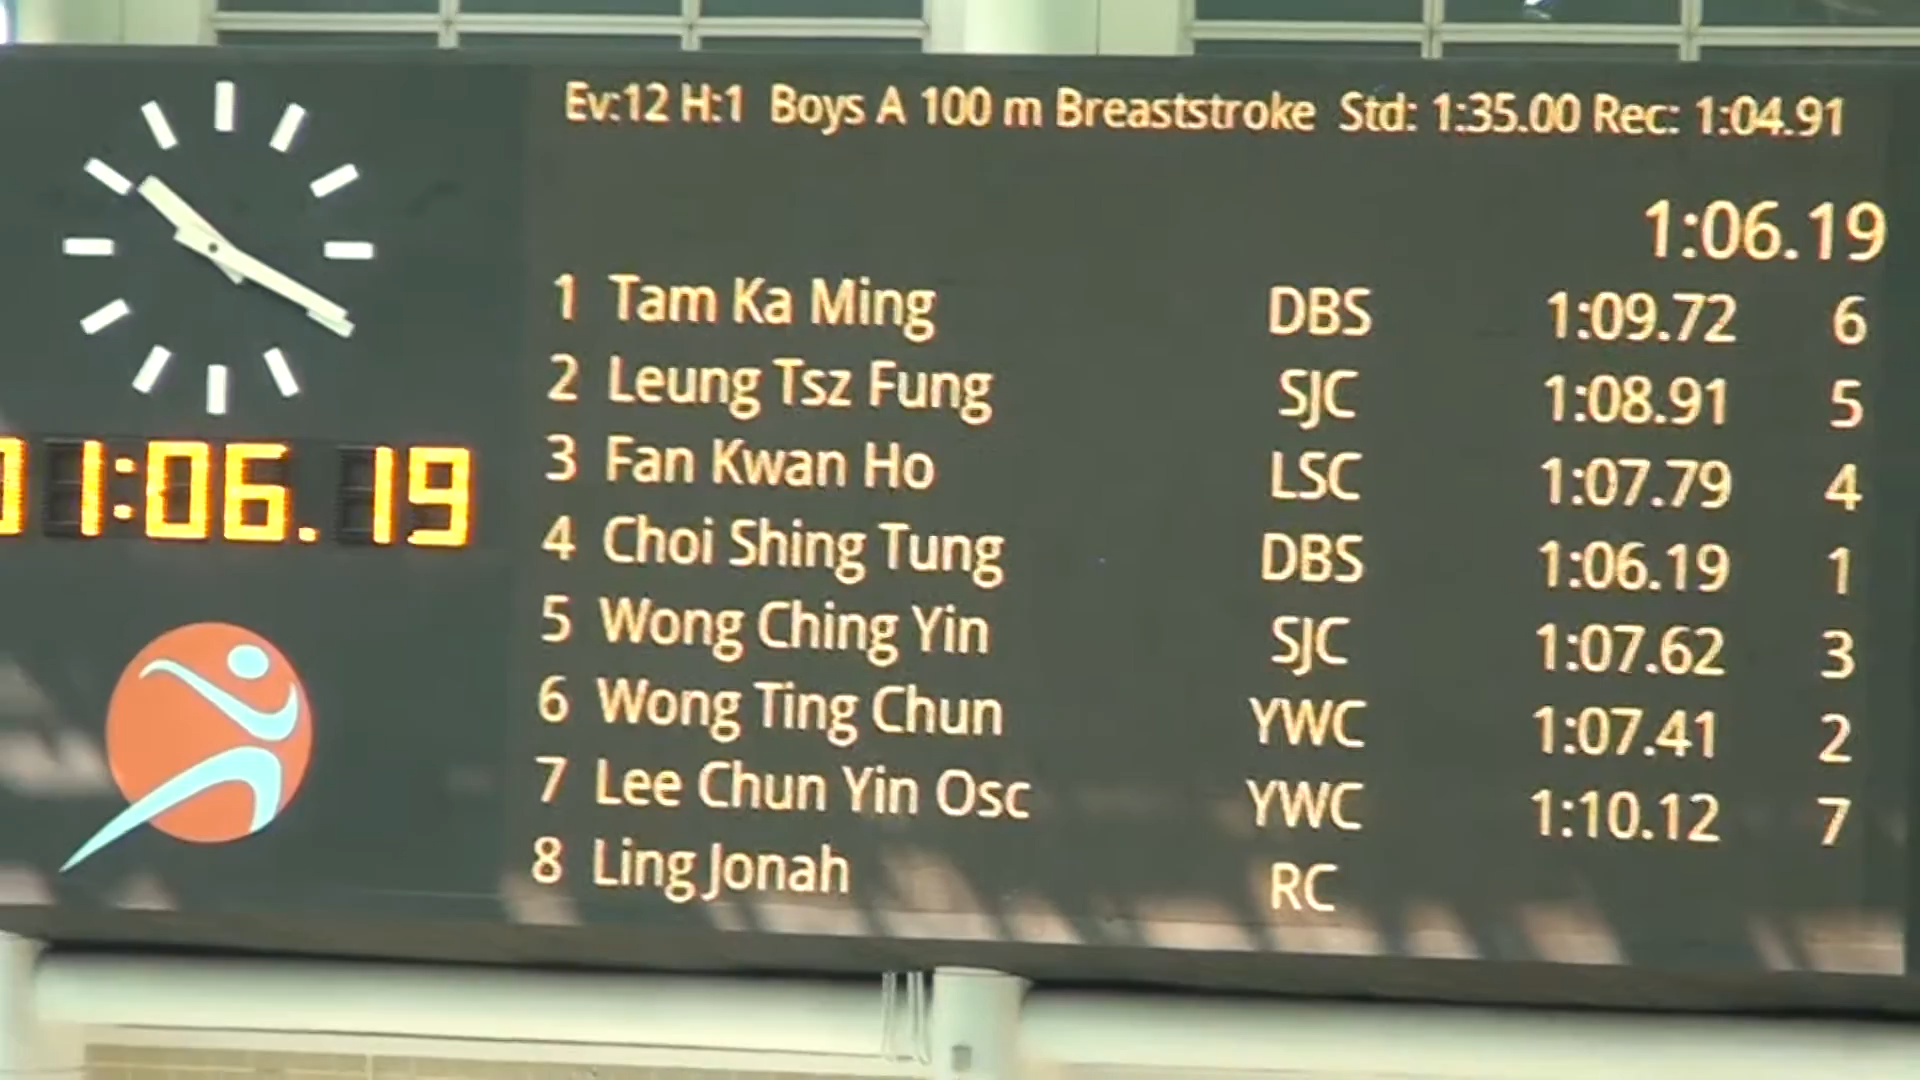 Ev:12 H:1 Boys A 100 m Breaststroke Std: 1:35.00 Rec: 1:04.91
1:06.19
1 Tam Ka Ming DBS 1:09.72 6
2 Leung Tsz Fung SJC 1:08.91 5
3 Fan Kwan Ho LSC 1:07.79 4
4 Choi Shing Tung DBS 1:06.19 1
5 Wong Ching Yin SJC 1:07.62 3
6 Wong Ting Chun YWC 1:07.41 2
7 Lee Chun Yin Osc YWC 1:10.12 7
8 Ling Jonah RC
01:06.19